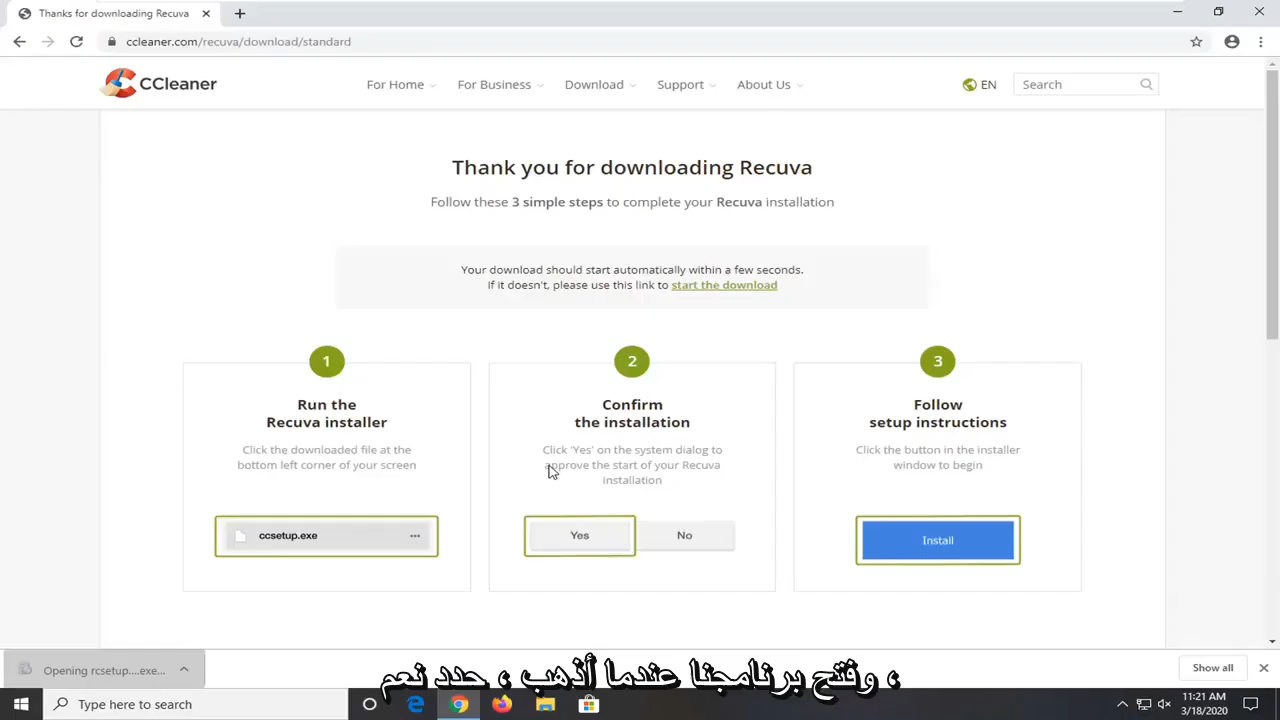 Thanks for downloading Recuva
ccleaner.com/recuva/download/standard
CCleaner
For Home
For Business
Download
Support
About Us
EN
Search
Thank you for downloading Recuva
Follow these 3 simple steps to complete your Recuva installation
Your download should start automatically within a few seconds.
If it doesn't, please use this link to start the download
1
Run the
Recuva installer
Click the downloaded file at the
bottom left corner of your screen
ccsetup.exe
2
Confirm
the installation
Click 'Yes' on the system dialog to
approve the start of your Recuva
installation
Yes
No
3
Follow
setup instructions
Click the button in the installer
window to begin
Install
Opening rcsetup....exe...
Show all
، وفتح برنامجنا عندما أذهب ، حدد نعم
Type here to search
11:21 AM
3/18/2020